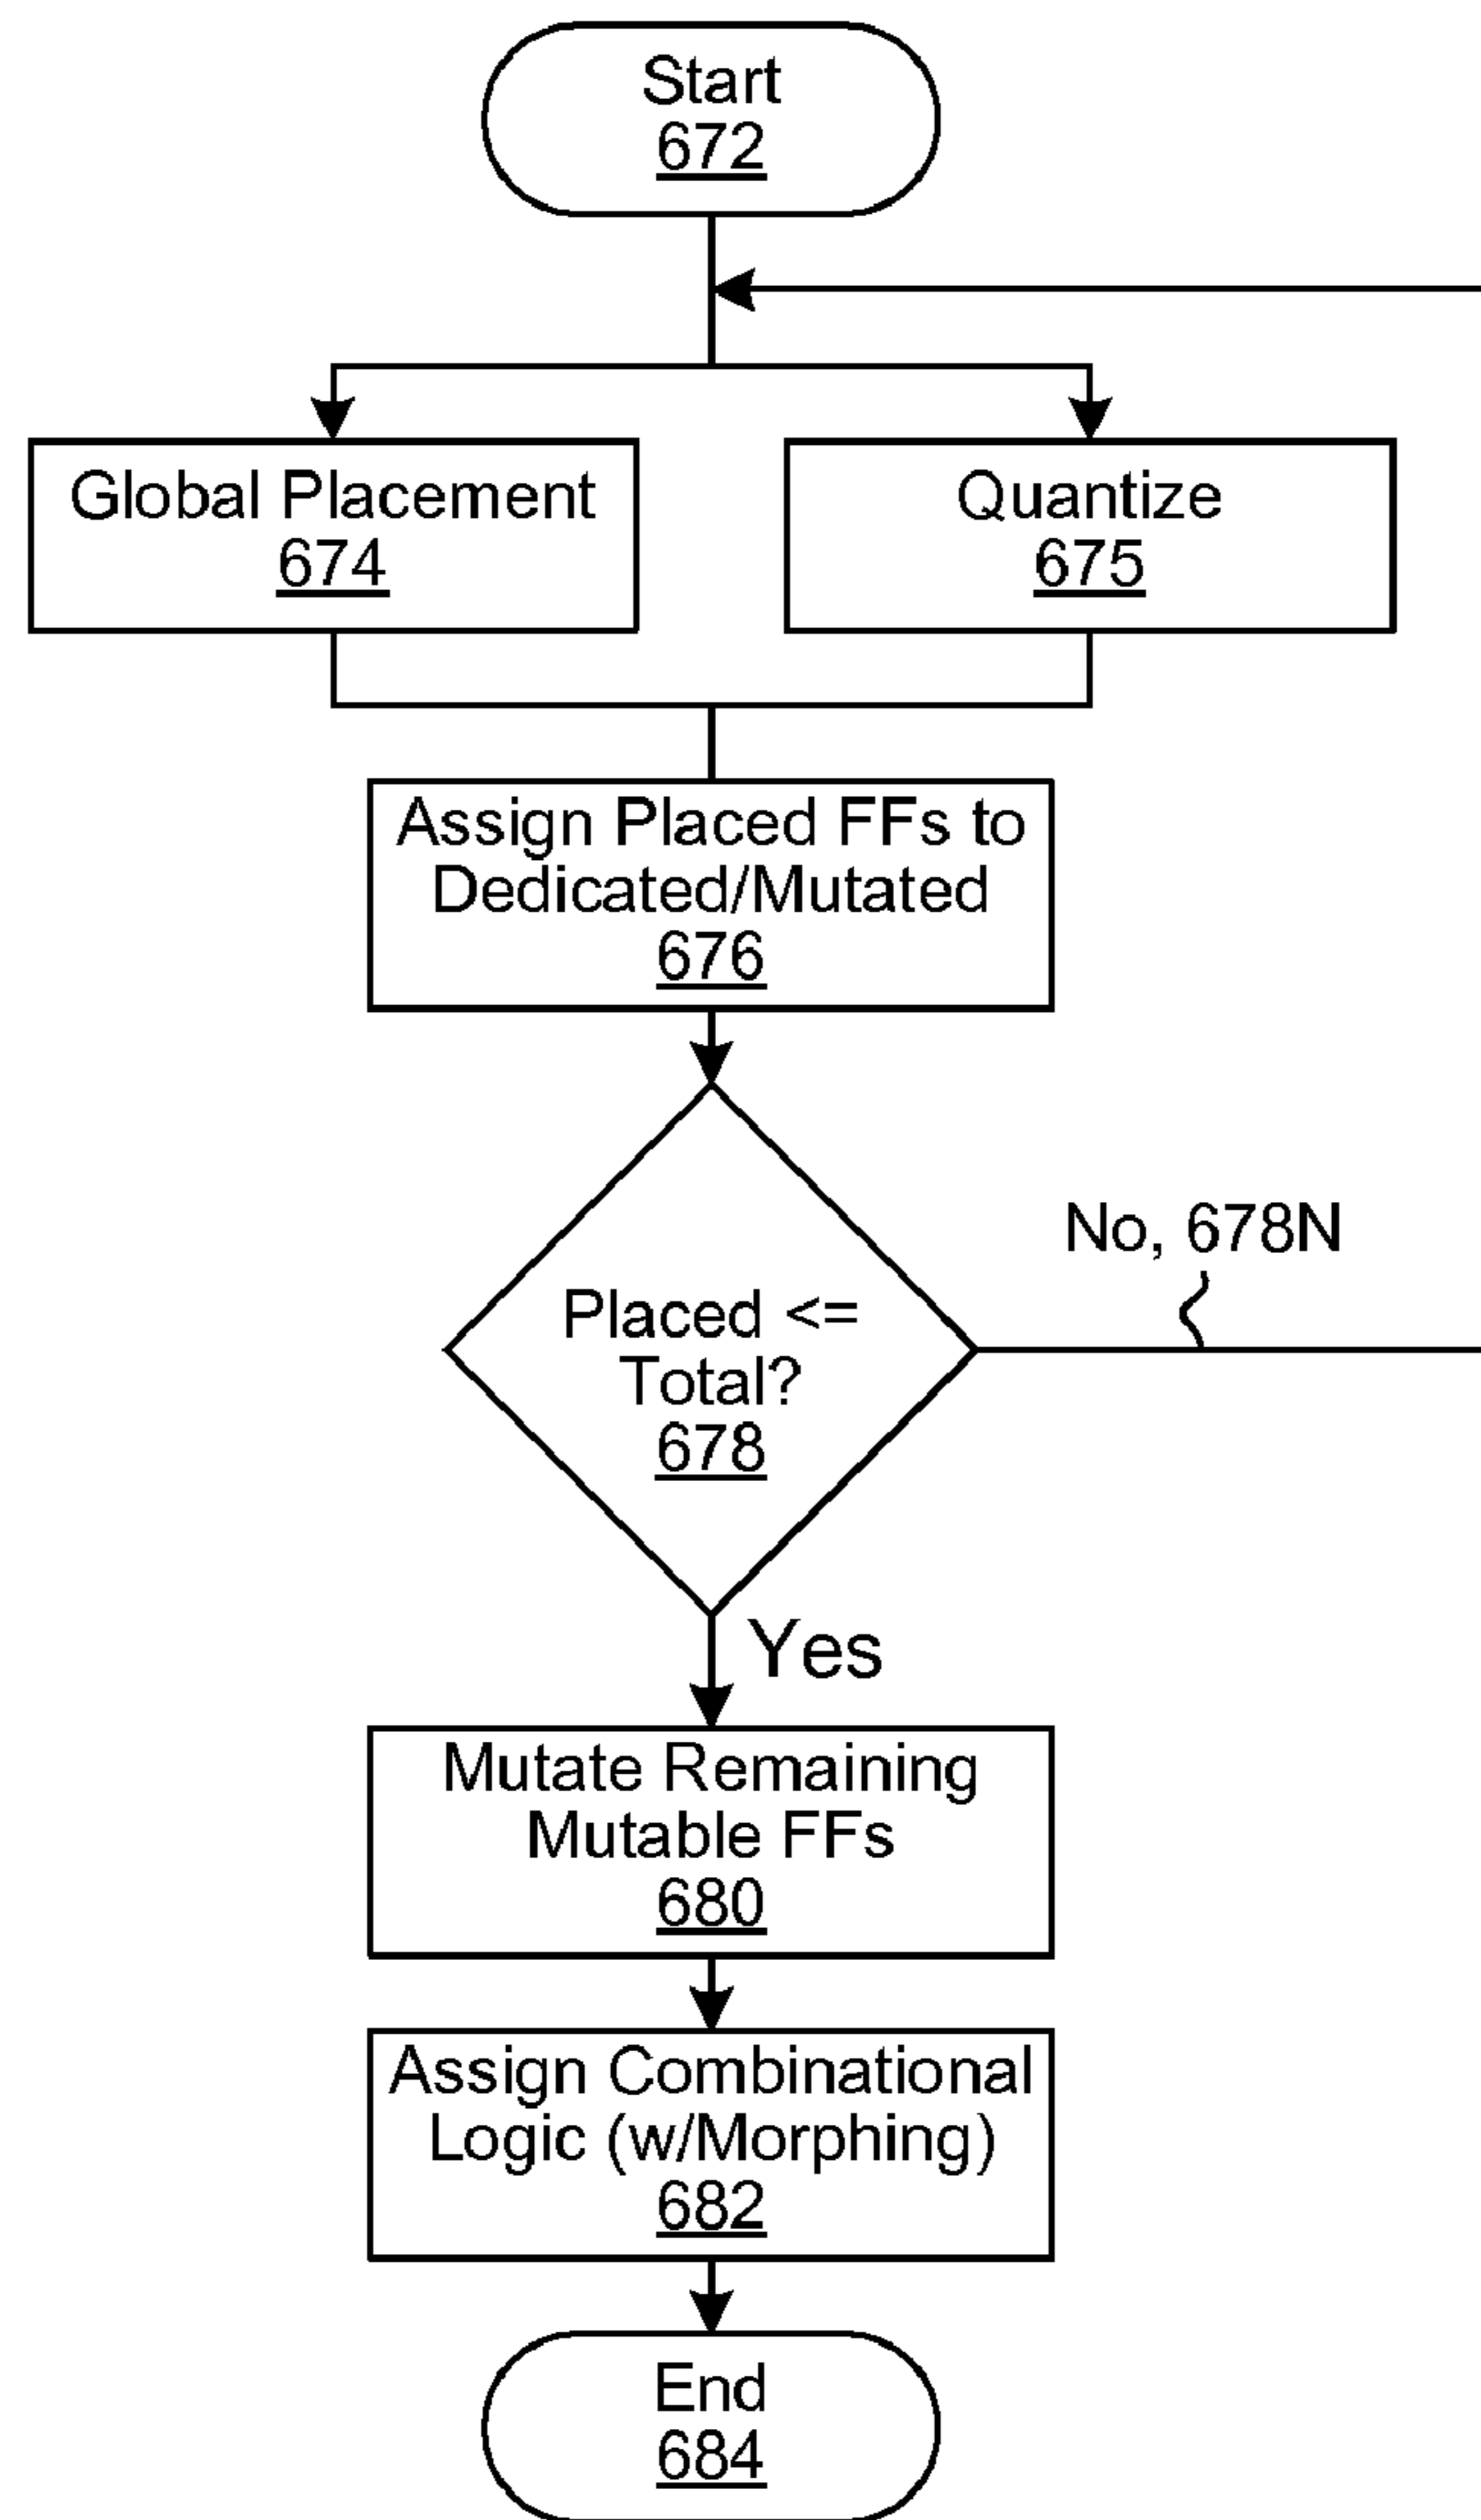 Start
672
Global Placement
674
Quantize
675
Assign Placed FFs to
Dedicated/Mutated
676
No, 678N
Placed <=
Total?
678
Yes
Mutate Remaining
Mutable FFs
680
Assign Combinational
Logic (w/Morphing)
682
End
684